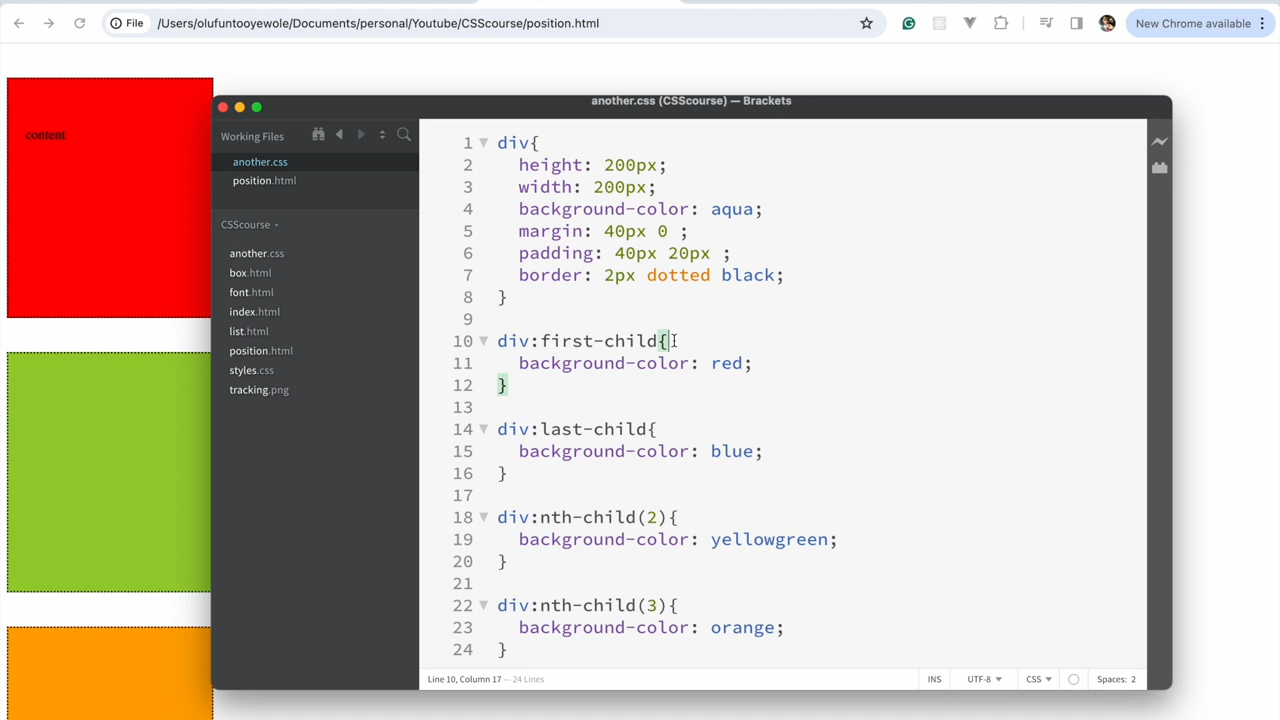 File
/Users/olufuntooyewole/Documents/personal/Youtube/CSScourse/position.html
New Chrome available
content
another.css (CSScourse) — Brackets
Working Files
another.css
position.html
CSScourse
another.css
box.html
font.html
index.html
list.html
position.html
styles.css
tracking.png
1 div{
2 height: 200px;
3 width: 200px;
4 background-color: aqua;
5 margin: 40px 0 ;
6 padding: 40px 20px ;
7 border: 2px dotted black;
8 }
9
10 div:first-child{
11 background-color: red;
12 }
13
14 div:last-child{
15 background-color: blue;
16 }
17
18 div:nth-child(2){
19 background-color: yellowgreen;
20 }
21
22 div:nth-child(3){
23 background-color: orange;
24 }
Line 10, Column 17 — 24 Lines
INS
UTF-8
CSS
Spaces: 2